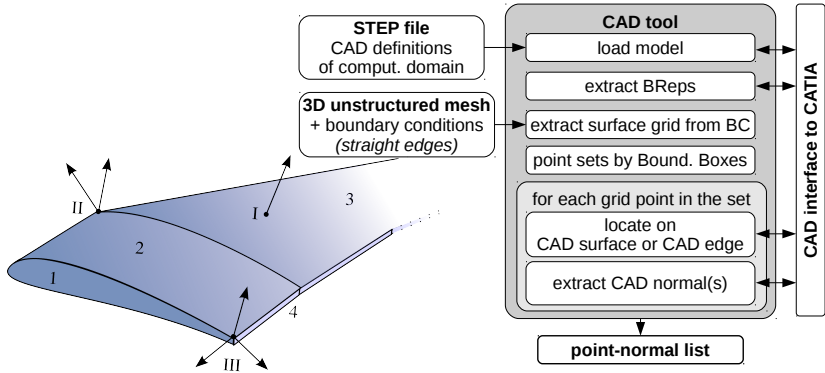 STEP file
CAD definitions
of comput. domain
3D unstructured mesh
+ boundary conditions
(straight edges)
CAD tool
load model
extract BReps
extract surface grid from BC
point sets by Bound. Boxes
for each grid point in the set
locate on
CAD surface or CAD edge
extract CAD normal(s)
point-normal list
CAD interface to CATIA
II
I
3
2
1
4
III